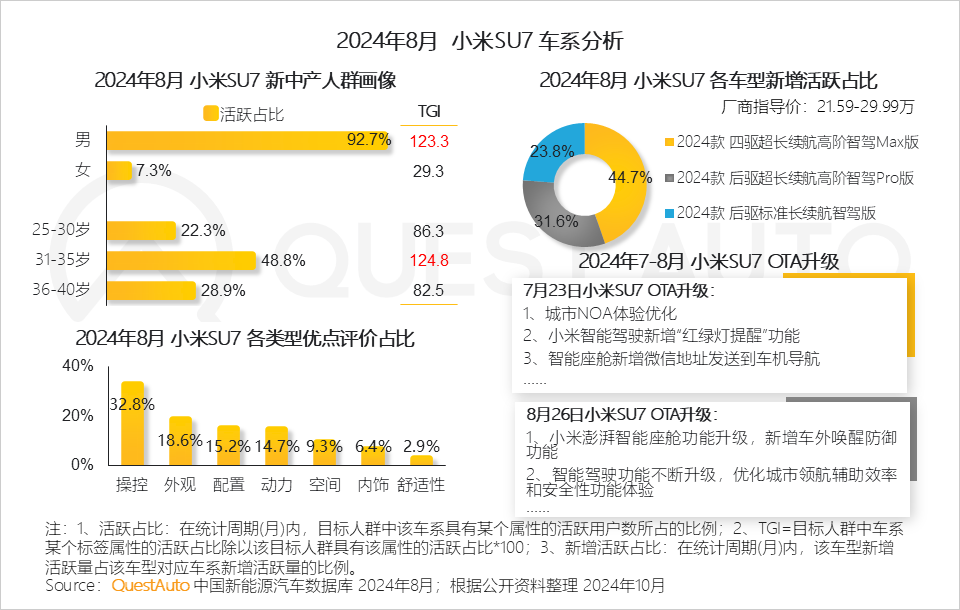 2024年8月 小米SU7 车系分析
2024年8月 小米SU7 新中产人群画像
活跃占比 TGI
男 92.7% 123.3
女 7.3% 29.3
25-30岁 22.3% 86.3
31-35岁 48.8% 124.8
36-40岁 28.9% 82.5
2024年8月 小米SU7 各类型优点评价占比
40%
20%
0%
32.8% 18.6% 15.2% 14.7% 9.3% 6.4% 2.9%
操控 外观 配置 动力 空间 内饰 舒适性
2024年8月 小米SU7 各车型新增活跃占比
厂商指导价：21.59-29.99万
23.8%
44.7%
31.6%
2024款 四驱超长续航高阶智驾Max版
2024款 后驱超长续航高阶智驾Pro版
2024款 后驱标准长续航智驾版
2024年7-8月 小米SU7 OTA升级
7月23日小米SU7 OTA升级：
1、城市NOA体验优化
2、小米智能驾驶新增“红绿灯提醒”功能
3、智能座舱新增微信地址发送到车机导航
......
8月26日小米SU7 OTA升级：
1、小米澎湃智能座舱功能升级，新增车外唤醒防御
功能
2、智能驾驶功能不断升级，优化城市领航辅助效率
和安全性功能体验
......
注：1、活跃占比：在统计周期(月)内，目标人群中该车系具有某个属性的活跃用户数所占的比例；2、TGI=目标人群中车系
某个标签属性的活跃占比除以该目标人群具有该属性的活跃占比*100；3、新增活跃占比：在统计周期(月)内，该车型新增
活跃量占该车型对应车系新增活跃量的比例。
Source：QuestAuto 中国新能源汽车数据库 2024年8月；根据公开资料整理 2024年10月
QUESTAUTO